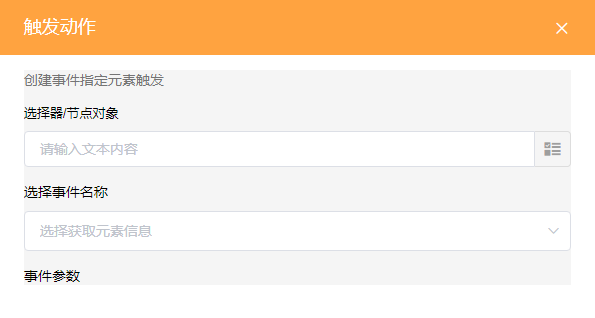 触发动作
创建事件指定元素触发
选择器/节点对象
请输入文本内容
选择事件名称
选择获取元素信息
事件参数